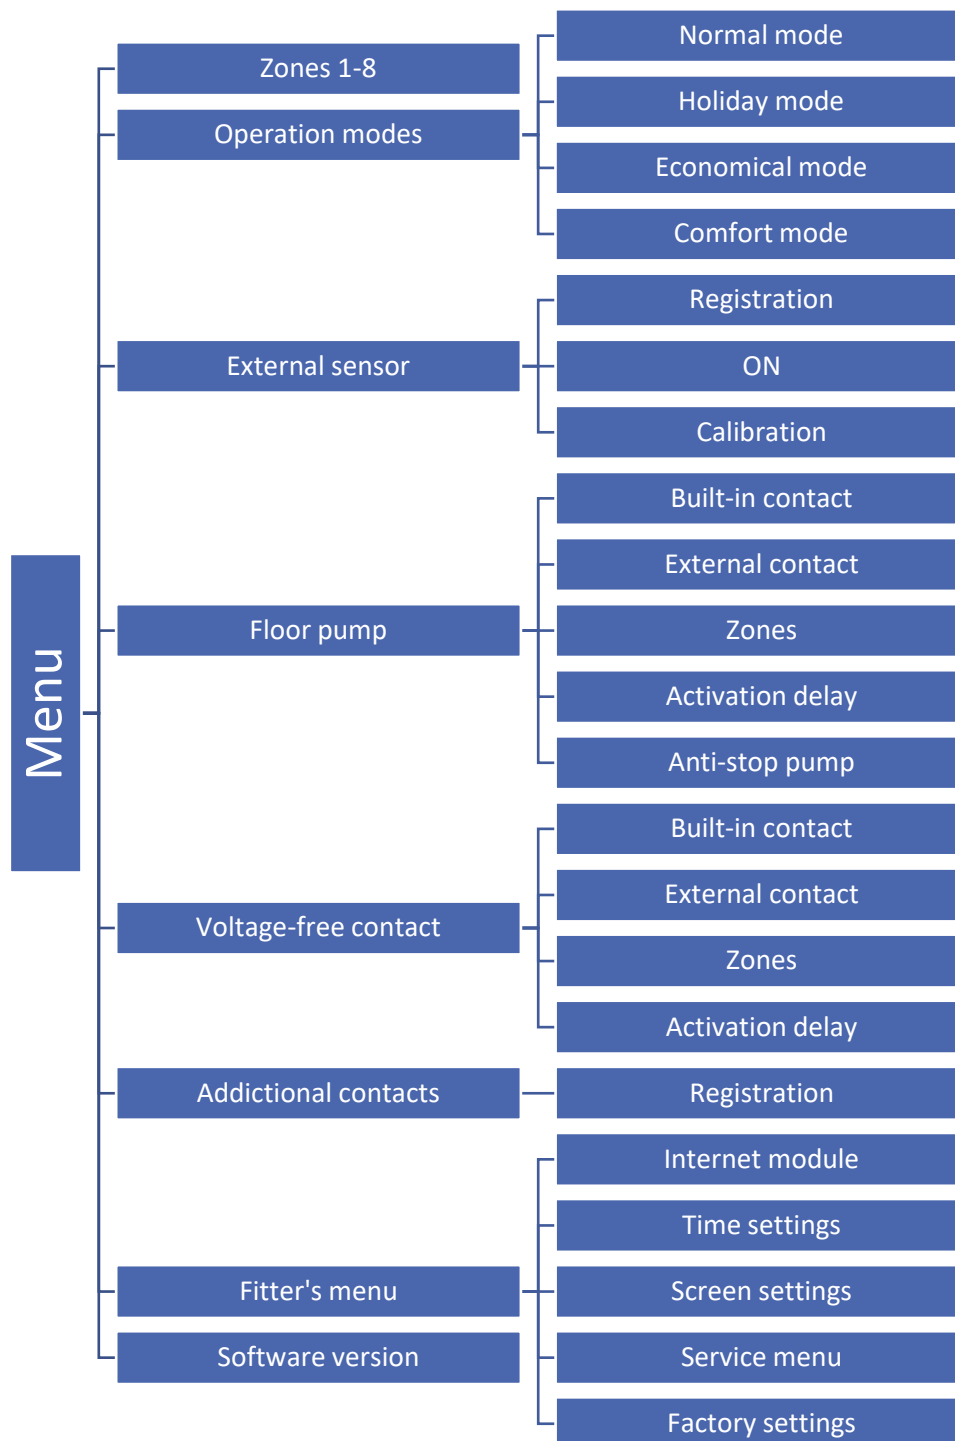 Menu
Zones 1-8
Operation modes
Normal mode
Holiday mode
Economical mode
Comfort mode
External sensor
Registration
ON
Calibration
Floor pump
Built-in contact
External contact
Zones
Activation delay
Anti-stop pump
Voltage-free contact
Built-in contact
External contact
Zones
Activation delay
Addictional contacts
Registration
Fitter's menu
Internet module
Time settings
Screen settings
Service menu
Factory settings
Software version